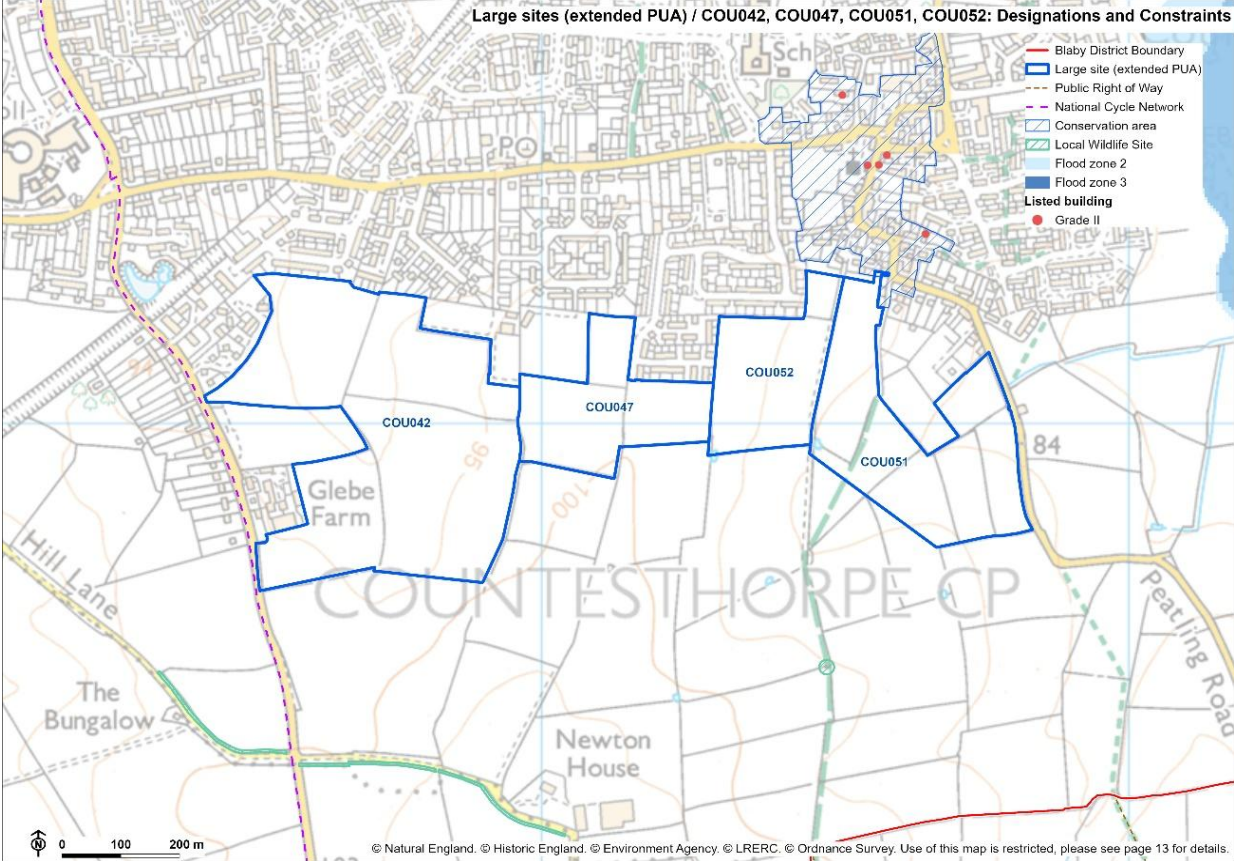 Large sites (extended PUA) / COU042, COU047, COU051, COU052: Designations and Constraints
Blaby District Boundary
Large site (extended PUA)
Public Right of Way
National Cycle Network
Conservation area
Local Wildlife Site
Flood zone 2
Flood zone 3
Listed building
Grade II
Sch
PO
COU052
COU047
COU042
95
84
COU051
100
Glebe
Farm
Hill Lane
COUNTESTHORPE CP
Peatling Road
The
Bungalow
Newton
House
N
0 100 200 m
© Natural England. © Historic England. © Environment Agency. © LRERC. © Ordnance Survey. Use of this map is restricted, please see page 13 for details.